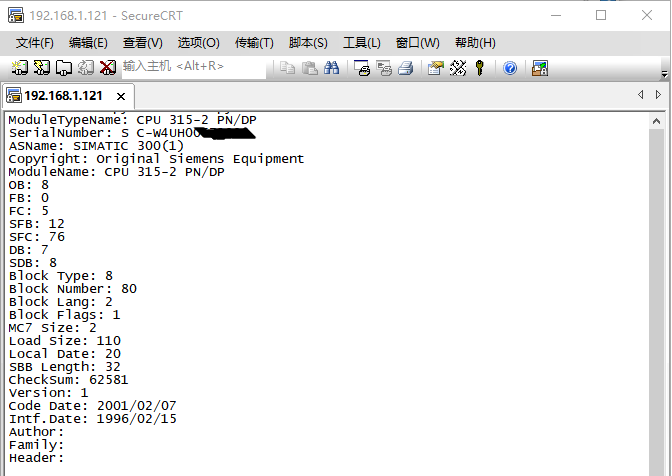 192.168.1.121 - SecureCRT
文件(F) 编辑(E) 查看(V) 选项(O) 传输(T) 脚本(S) 工具(L) 窗口(W) 帮助(H)
输入主机 <Alt+R>
192.168.1.121
ModuleTypeName: CPU 315-2 PN/DP
SerialNumber: S C-W4UH00
ASName: SIMATIC 300(1)
Copyright: Original Siemens Equipment
ModuleName: CPU 315-2 PN/DP
OB: 8
FB: 0
FC: 5
SFB: 12
SFC: 76
DB: 7
SDB: 8
Block Type: 8
Block Number: 80
Block Lang: 2
Block Flags: 1
MC7 Size: 2
Load Size: 110
Local Date: 20
SBB Length: 32
CheckSum: 62581
Version: 1
Code Date: 2001/02/07
Intf.Date: 1996/02/15
Author:
Family:
Header: